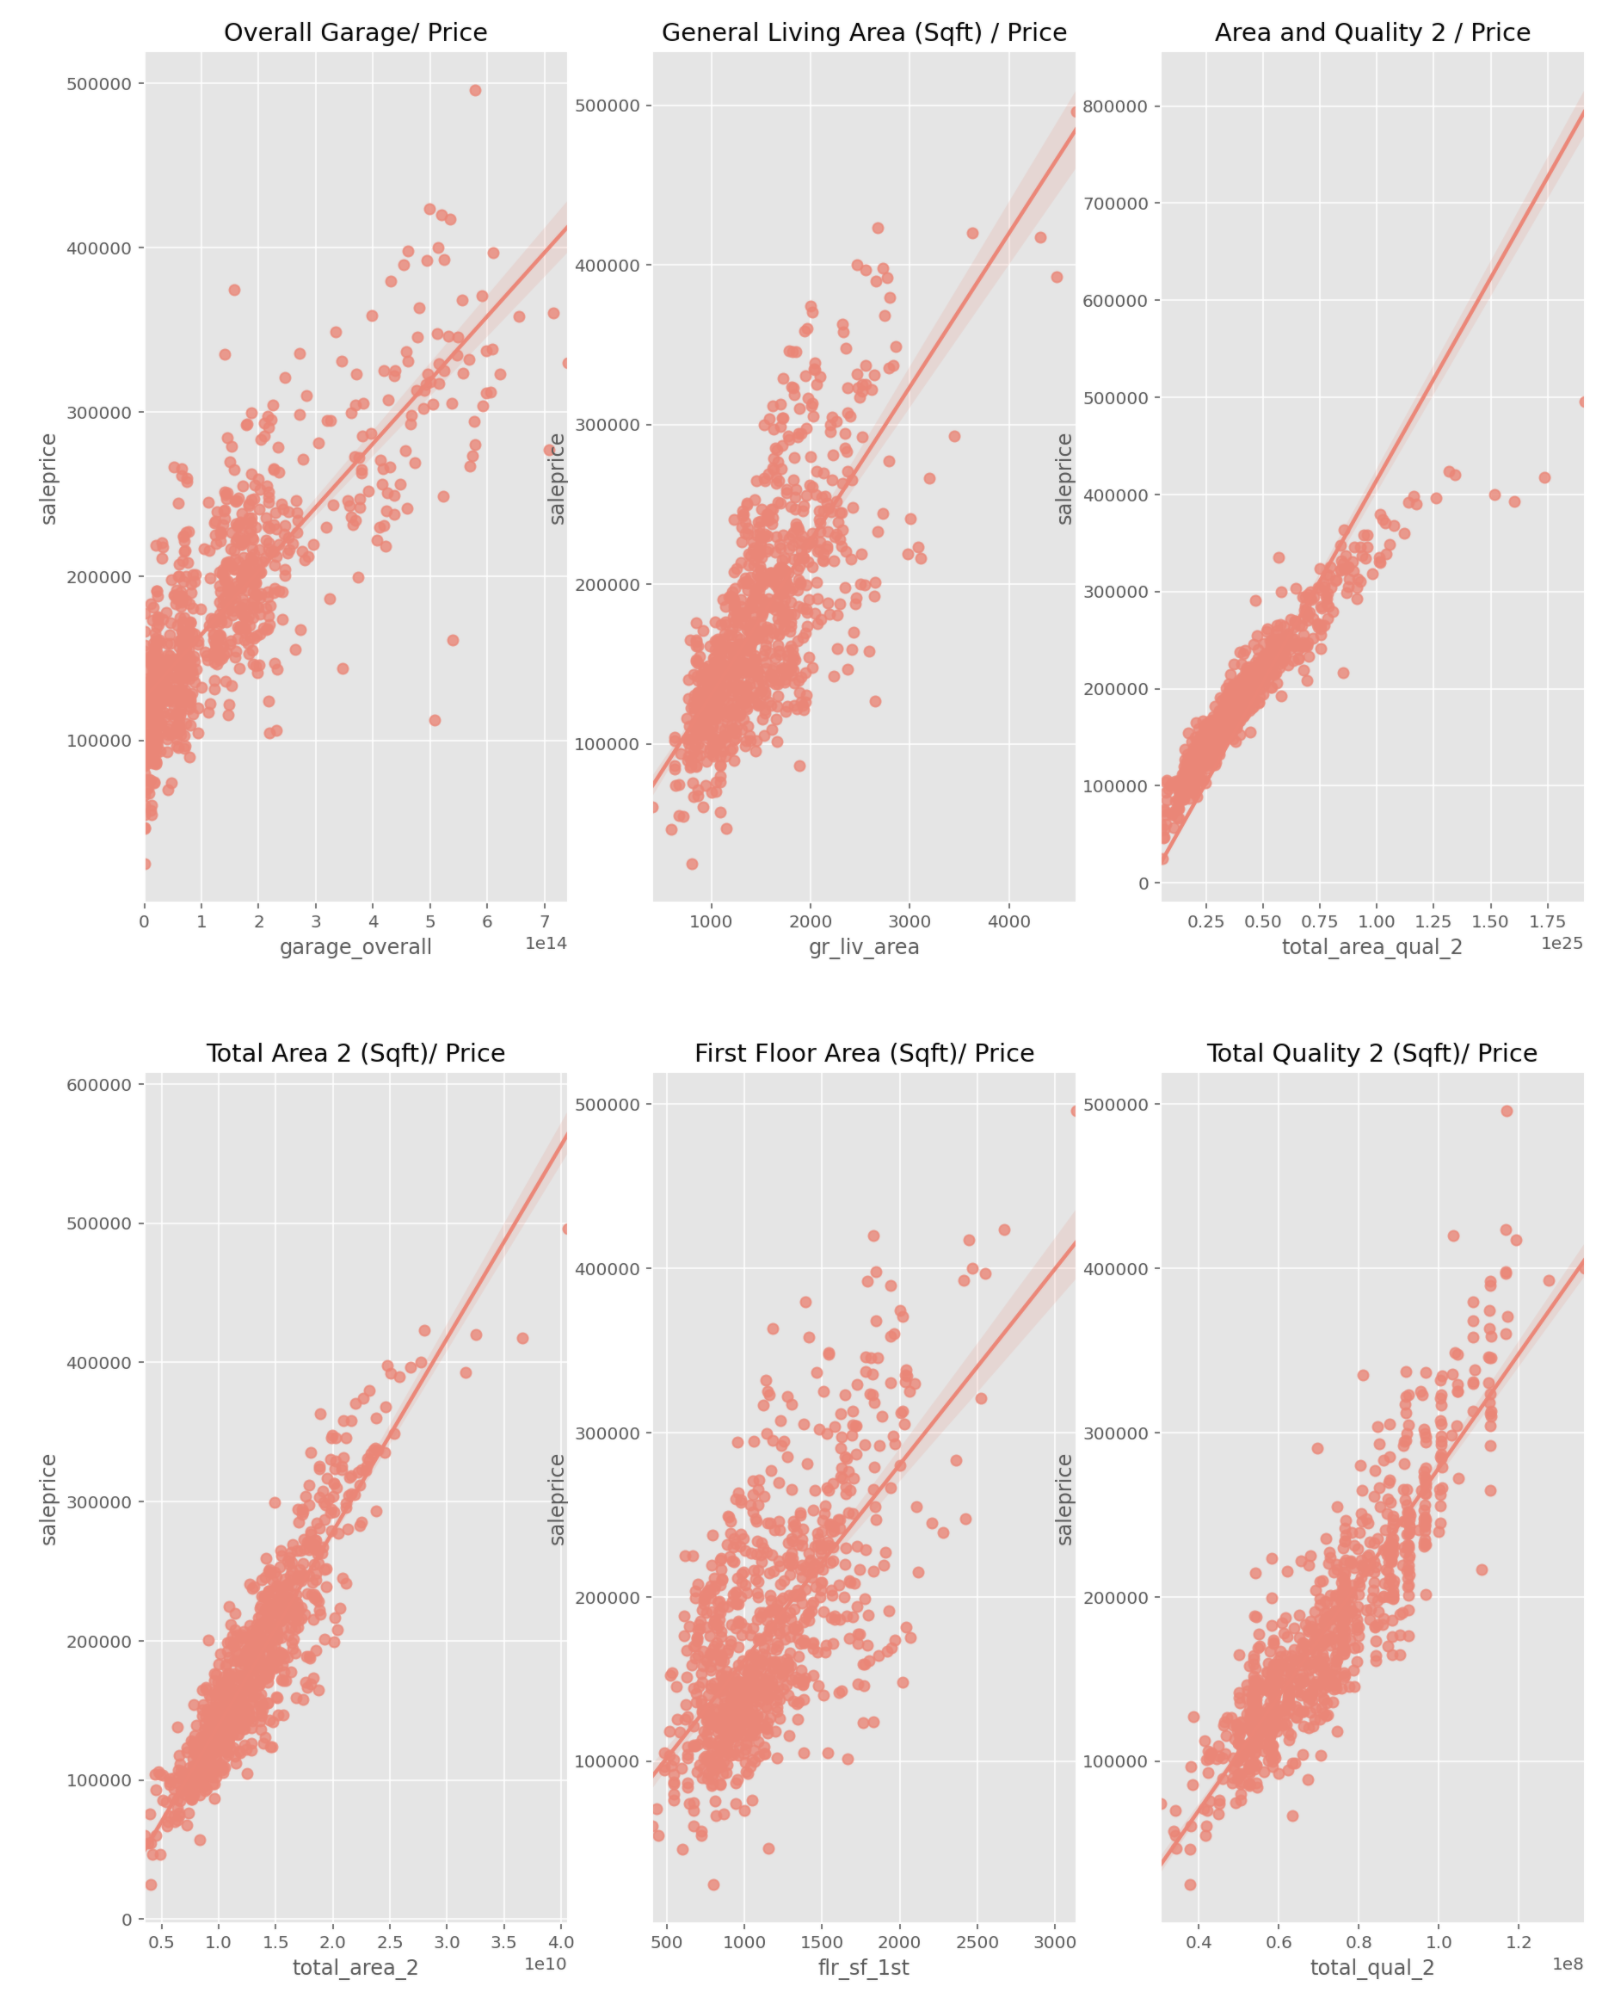 Overall Garage/ Price
500000
400000
300000
200000
100000
saleprice
0 1 2 3 4 5 6 7
1e14
garage_overall
General Living Area (Sqft) / Price
500000
400000
300000
200000
100000
saleprice
1000 2000 3000 4000
gr_liv_area
Area and Quality 2 / Price
800000
700000
600000
500000
400000
300000
200000
100000
0
saleprice
0.25 0.50 0.75 1.00 1.25 1.50 1.75
1e25
total_area_qual_2
Total Area 2 (Sqft)/ Price
600000
500000
400000
300000
200000
100000
0
saleprice
0.5 1.0 1.5 2.0 2.5 3.0 3.5 4.0
1e10
total_area_2
First Floor Area (Sqft)/ Price
500000
400000
300000
200000
100000
saleprice
500 1000 1500 2000 2500 3000
flr_sf_1st
Total Quality 2 (Sqft)/ Price
500000
400000
300000
200000
100000
saleprice
0.4 0.6 0.8 1.0 1.2
1e8
total_qual_2